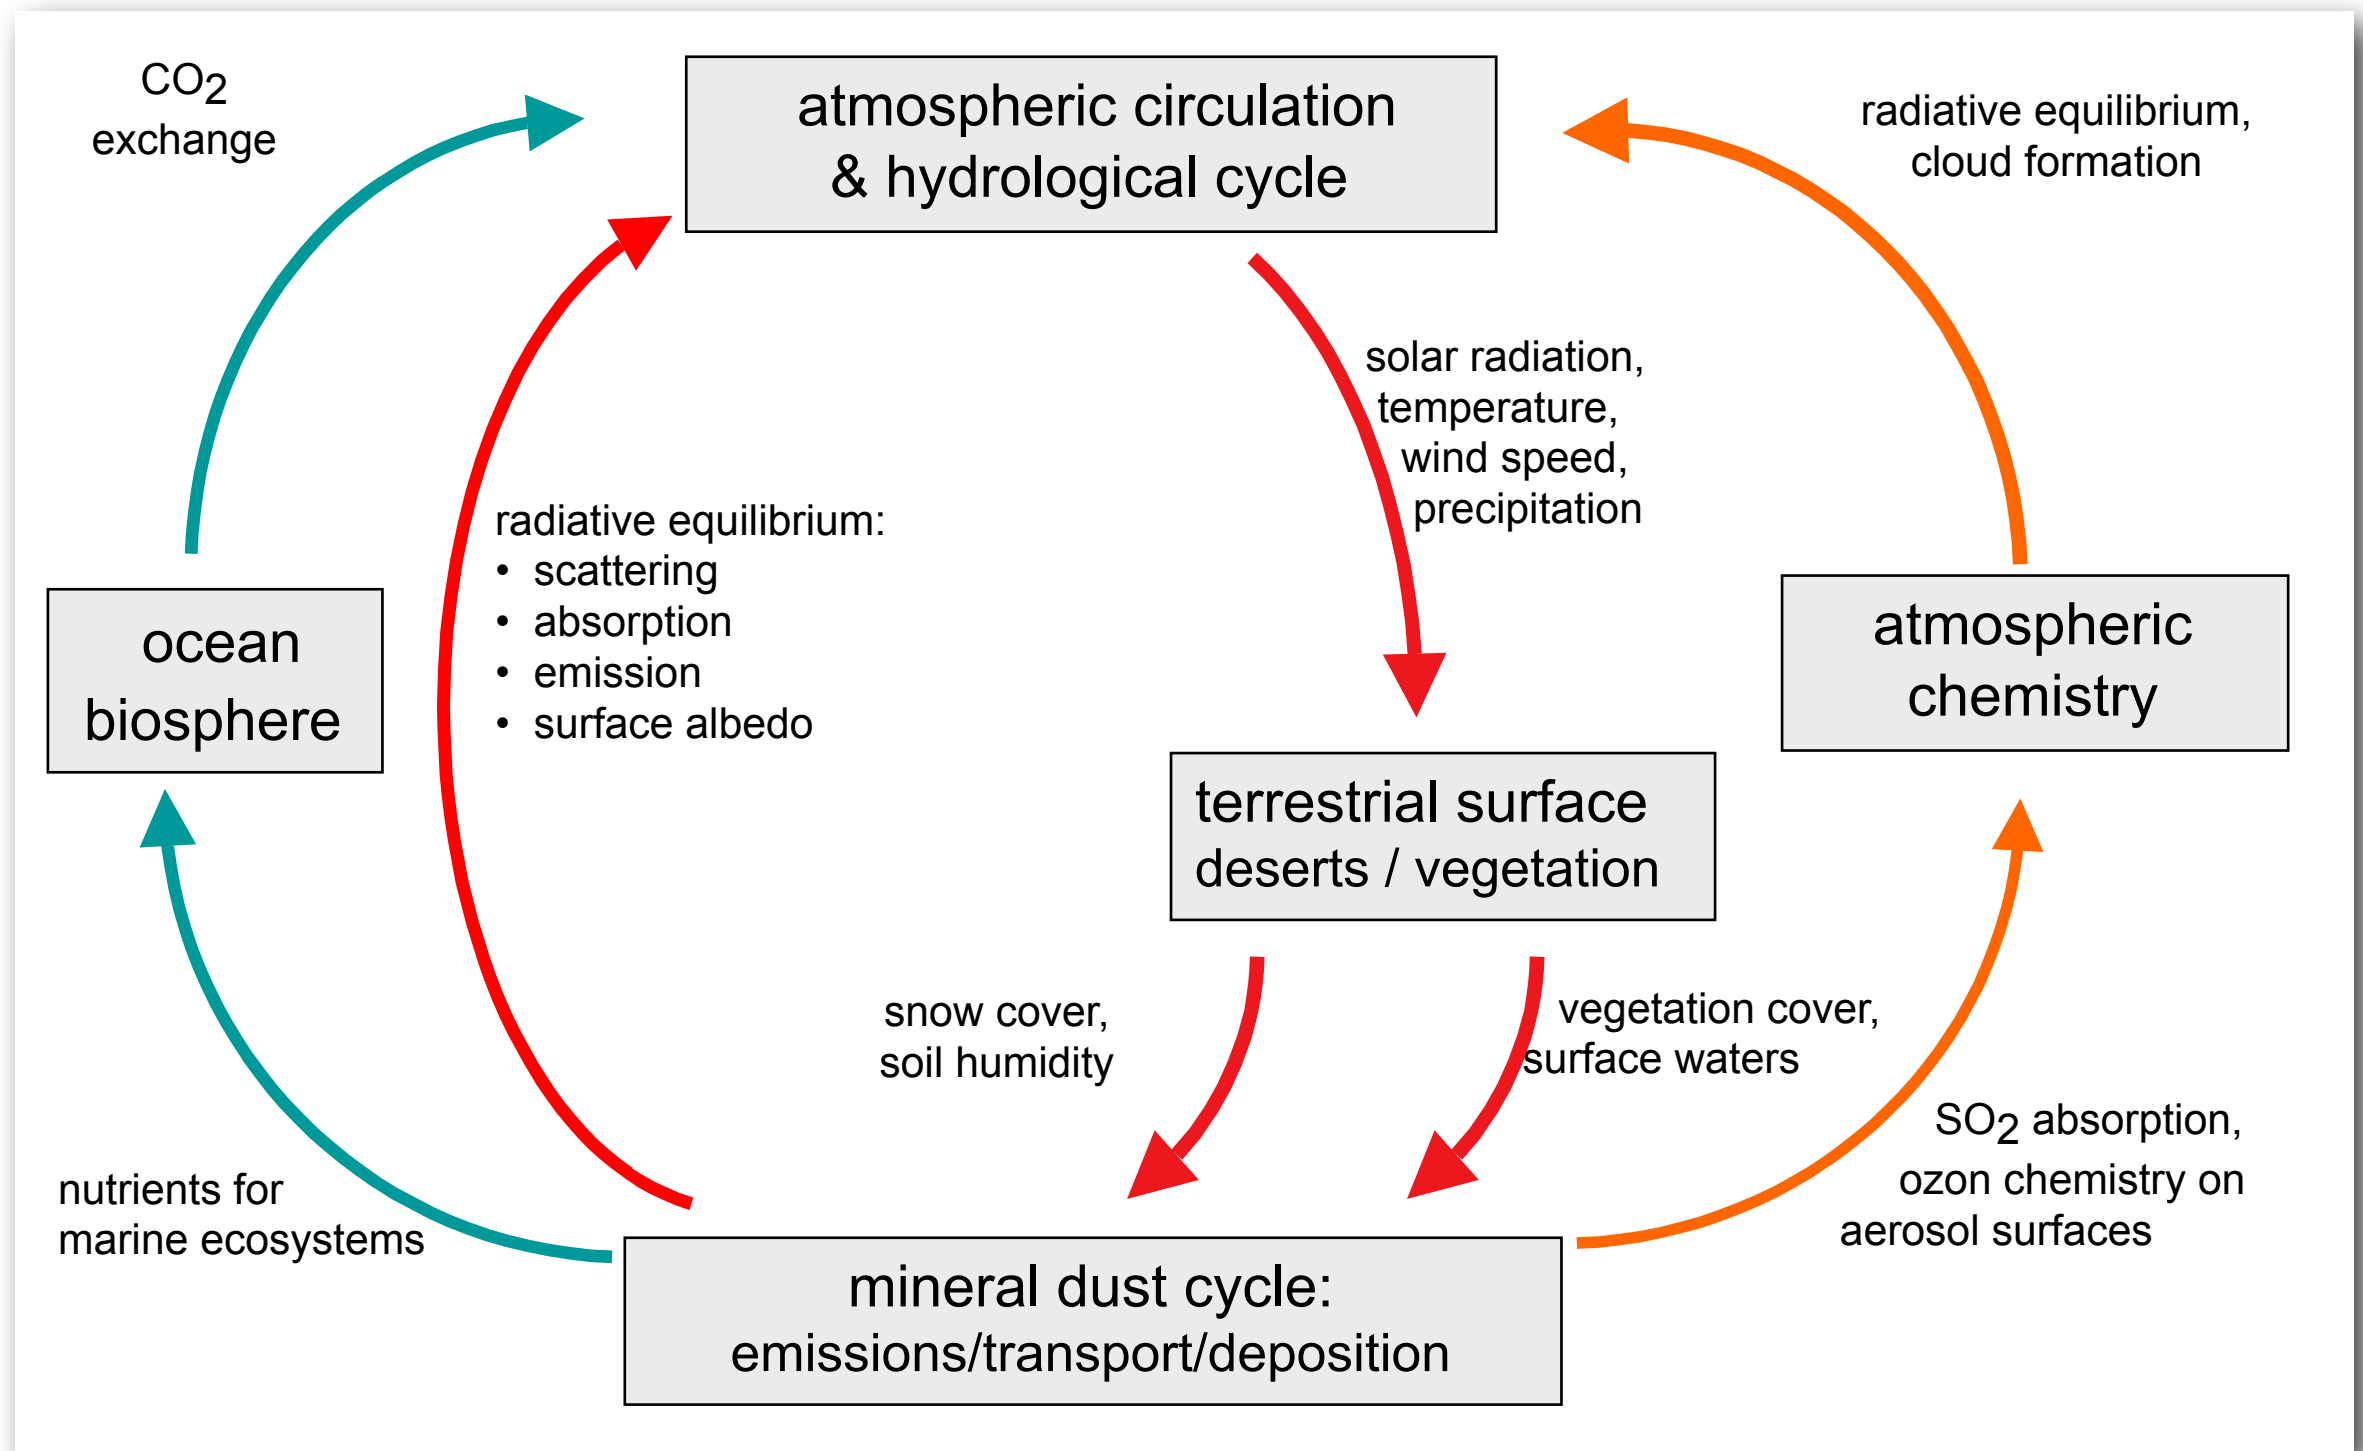 CO2
exchange
atmospheric circulation
& hydrological cycle
radiative equilibrium,
cloud formation
solar radiation,
temperature,
wind speed,
precipitation
radiative equilibrium:
• scattering
• absorption
• emission
• surface albedo
ocean
biosphere
atmospheric
chemistry
terrestrial surface
deserts / vegetation
snow cover,
soil humidity
vegetation cover,
surface waters
SO2 absorption,
ozon chemistry on
aerosol surfaces
nutrients for
marine ecosystems
mineral dust cycle:
emissions/transport/deposition